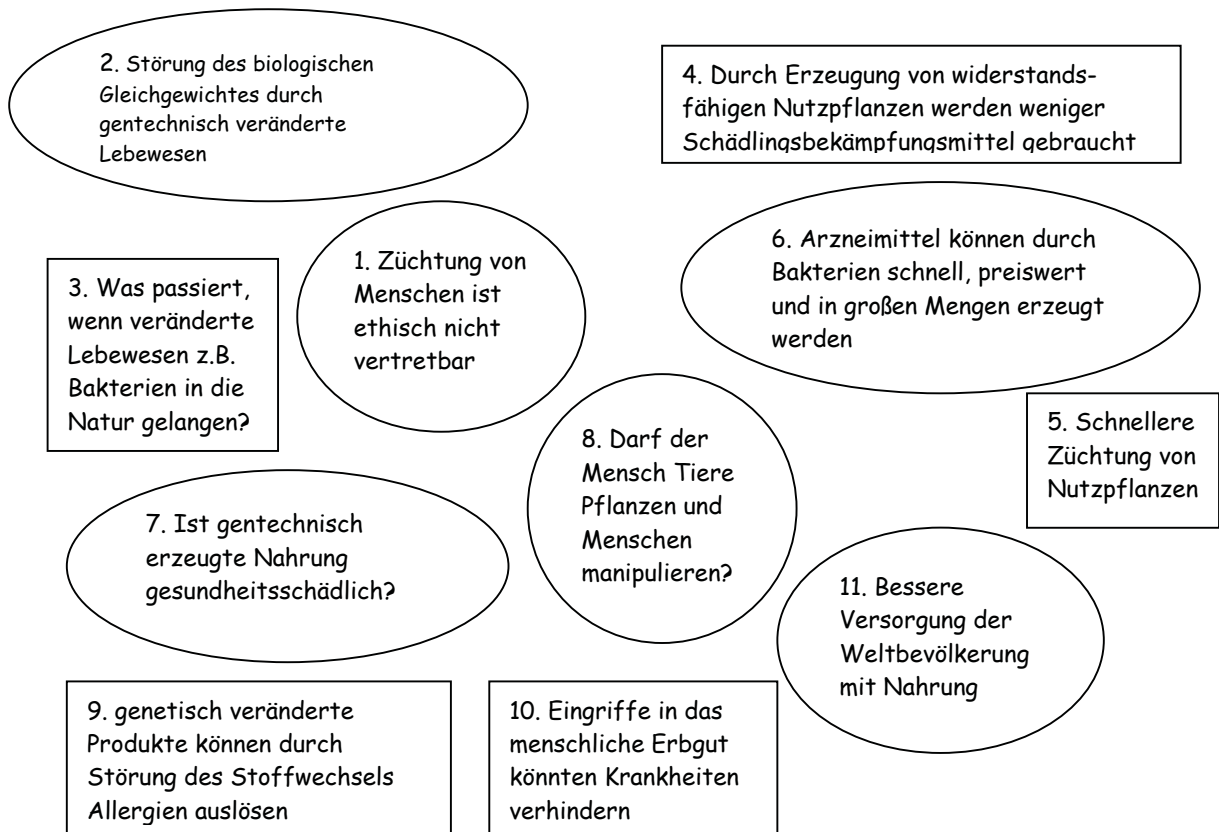 2. Störung des biologischen
Gleichgewichtes durch
gentechnisch veränderte
Lebewesen
4. Durch Erzeugung von widerstands-
fähigen Nutzpflanzen werden weniger
Schädlingsbekämpfungsmittel gebraucht
1. Züchtung von
Menschen ist
ethisch nicht
vertretbar
6. Arzneimittel können durch
Bakterien schnell, preiswert
und in großen Mengen erzeugt
werden
3. Was passiert,
wenn veränderte
Lebewesen z.B.
Bakterien in die
Natur gelangen?
8. Darf der
Mensch Tiere
Pflanzen und
Menschen
manipulieren?
5. Schnellere
Züchtung von
Nutzpflanzen
7. Ist gentechnisch
erzeugte Nahrung
gesundheitsschädlich?
11. Bessere
Versorgung der
Weltbevölkerung
mit Nahrung
9. genetisch veränderte
Produkte können durch
Störung des Stoffwechsels
Allergien auslösen
10. Eingriffe in das
menschliche Erbgut
könnten Krankheiten
verhindern